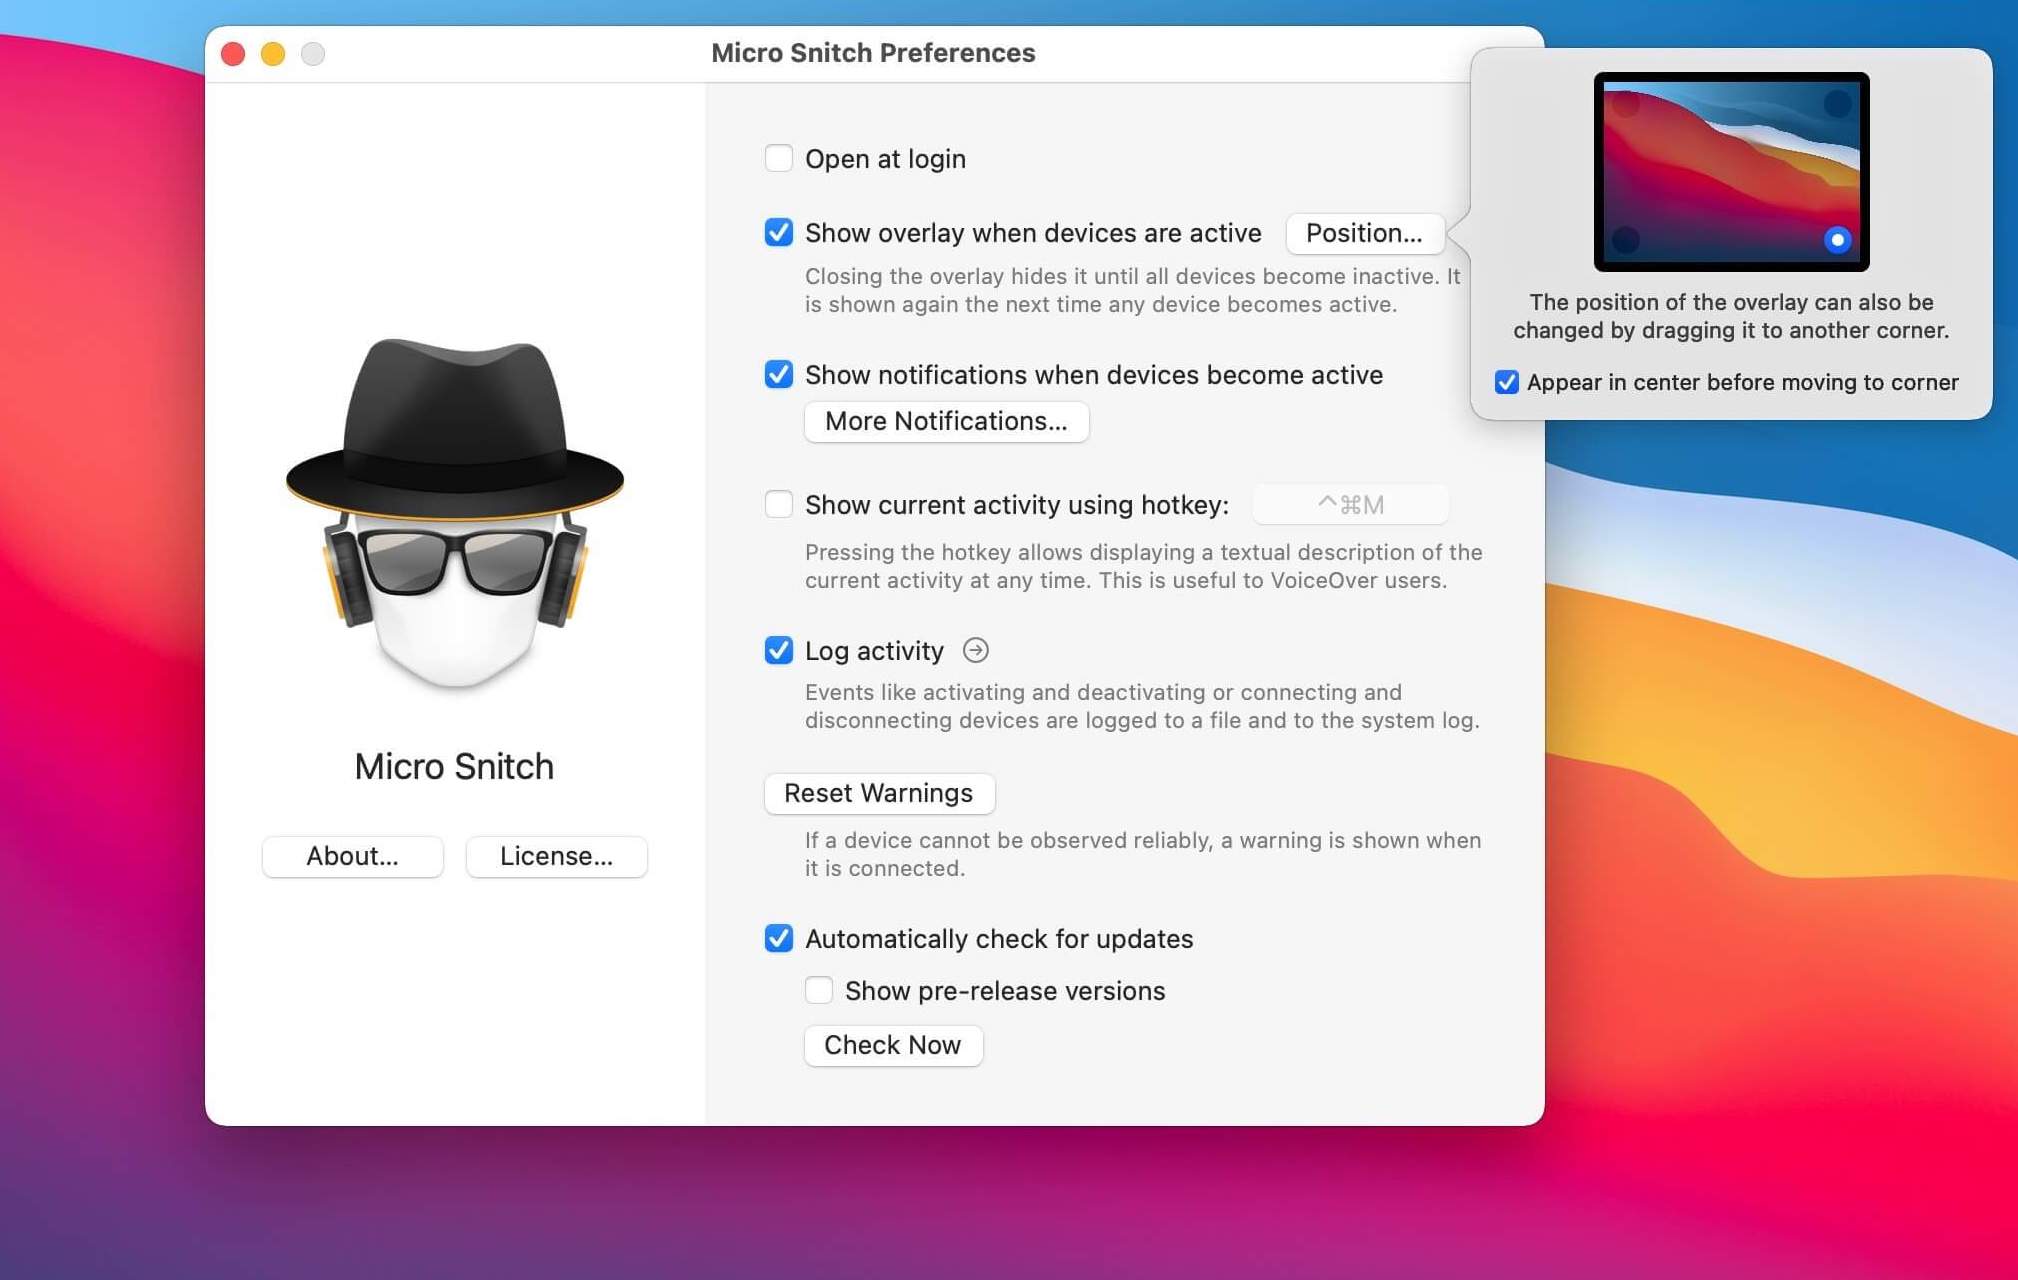 Micro Snitch Preferences
Open at login
Show overlay when devices are active
Position...
Closing the overlay hides it until all devices become inactive. It
is shown again the next time any device becomes active.
Show notifications when devices become active
More Notifications...
Show current activity using hotkey:
^⌘M
Pressing the hotkey allows displaying a textual description of the
current activity at any time. This is useful to VoiceOver users.
Log activity
Events like activating and deactivating or connecting and
disconnecting devices are logged to a file and to the system log.
Reset Warnings
If a device cannot be observed reliably, a warning is shown when
it is connected.
Automatically check for updates
Show pre-release versions
Check Now
Micro Snitch
About...
License...
The position of the overlay can also be
changed by dragging it to another corner.
Appear in center before moving to corner